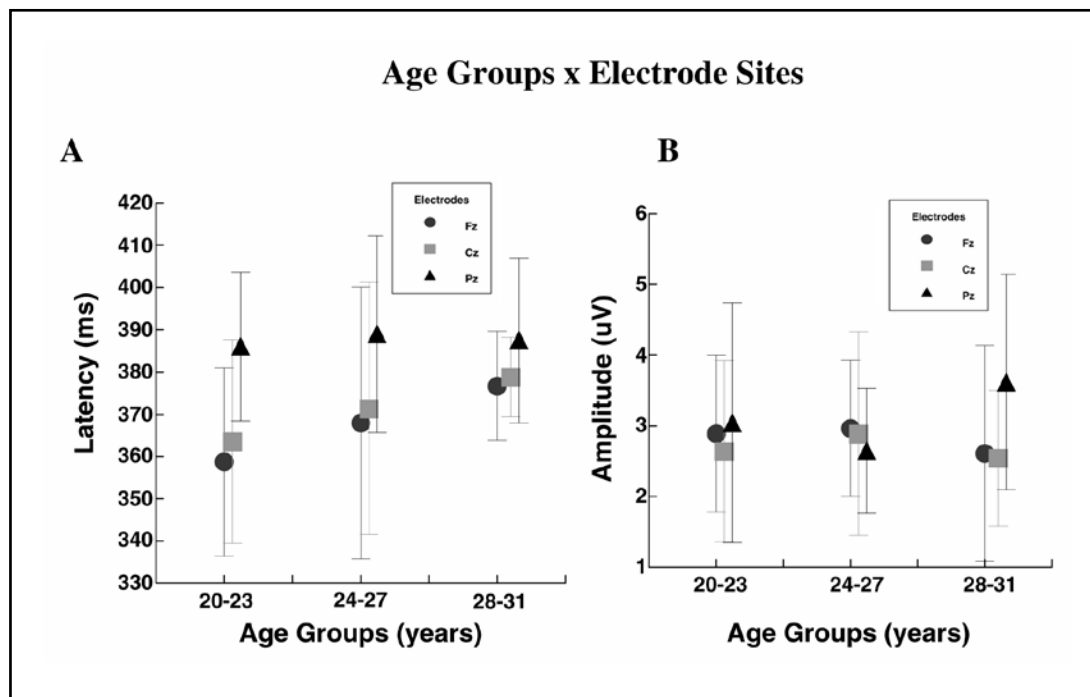 Age Groups x Electrode Sites
A
Electrodes
Fz
Cz
Pz
420
410
400
390
380
370
360
350
340
330
Latency (ms)
20-23 24-27 28-31
Age Groups (years)
B
Electrodes
Fz
Cz
Pz
6
5
4
3
2
1
Amplitude (uV)
20-23 24-27 28-31
Age Groups (years)